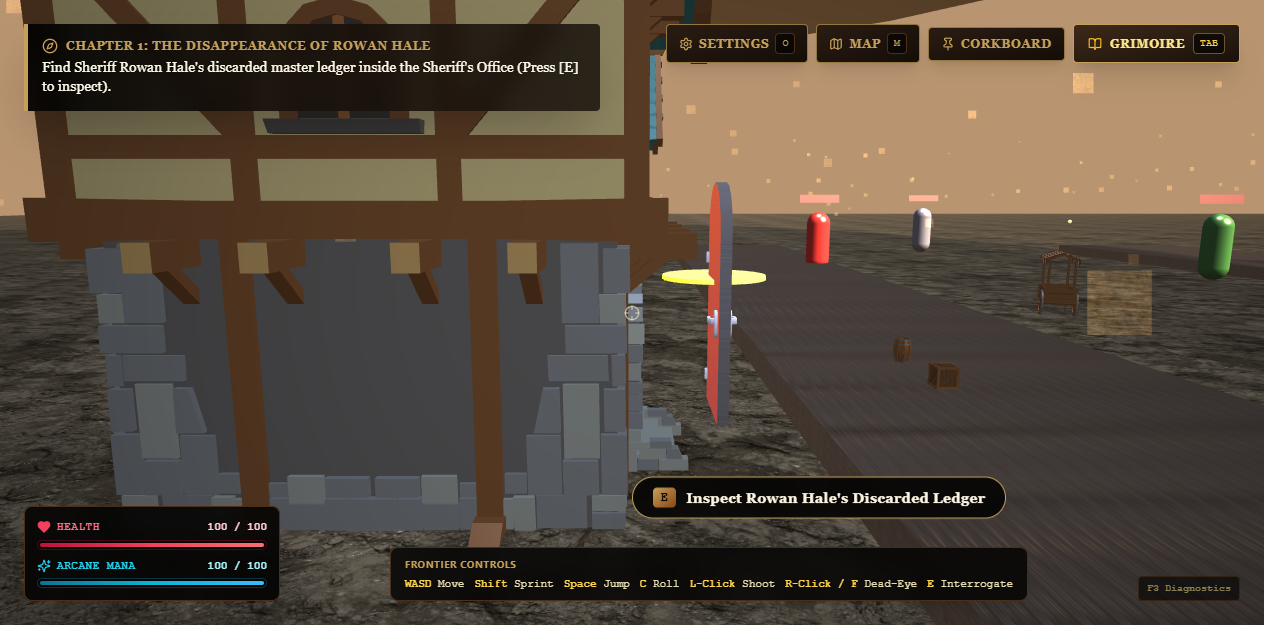 CHAPTER 1: THE DISAPPEARANCE OF ROWAN HALE
Find Sheriff Rowan Hale's discarded master ledger inside the Sheriff's Office (Press [E]
to inspect).
SETTINGS O
MAP M
CORKBOARD
GRIMOIRE TAB
E Inspect Rowan Hale's Discarded Ledger
HEALTH 100 / 100
ARCANE MANA 100 / 100
FRONTIER CONTROLS
WASD Move Shift Sprint Space Jump C Roll L-Click Shoot R-Click / F Dead-Eye E Interrogate
F3 Diagnostics